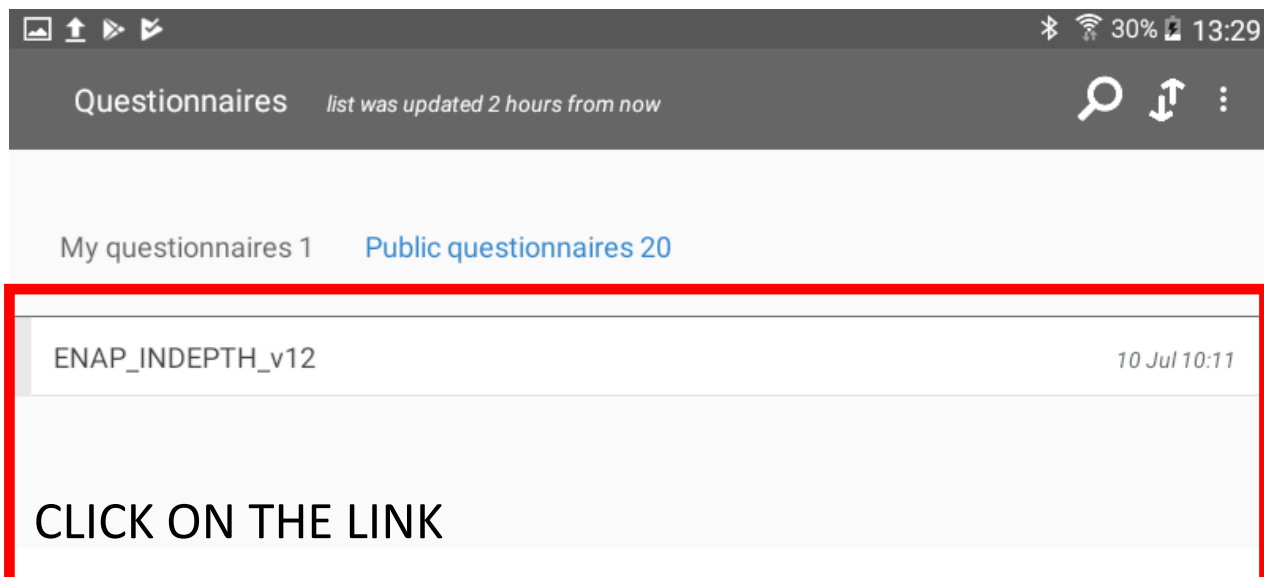 30% 13:29
Questionnaires list was updated 2 hours from now
My questionnaires 1 Public questionnaires 20
ENAP_INDEPTH_v12 10 Jul 10:11
CLICK ON THE LINK